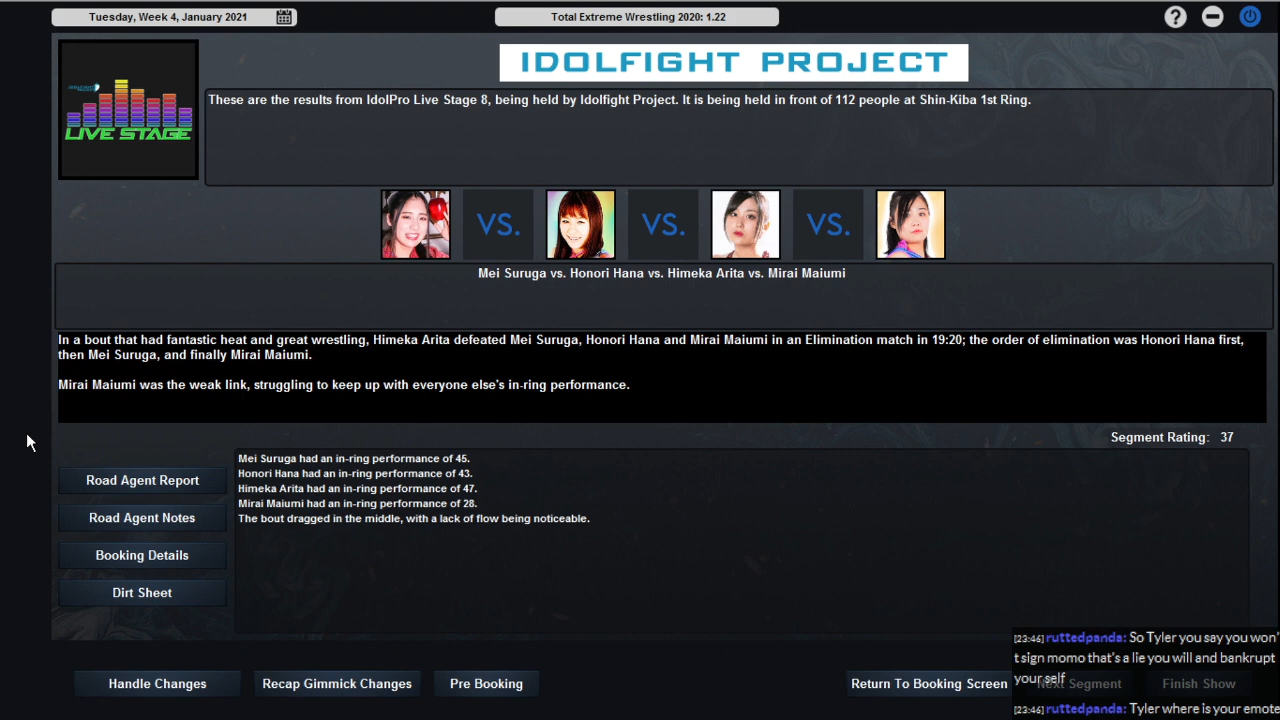 Tuesday, Week 4, January 2021
Total Extreme Wrestling 2020: 1.22
?
IDOLFIGHT PROJECT
LIVE STAGE
These are the results from IdolPro Live Stage 8, being held by Idolfight Project. It is being held in front of 112 people at Shin-Kiba 1st Ring.
VS.
VS.
VS.
Mei Suruga vs. Honori Hana vs. Himeka Arita vs. Mirai Maiumi
In a bout that had fantastic heat and great wrestling, Himeka Arita defeated Mei Suruga, Honori Hana and Mirai Maiumi in an Elimination match in 19:20; the order of elimination was Honori Hana first,
then Mei Suruga, and finally Mirai Maiumi.
Mirai Maiumi was the weak link, struggling to keep up with everyone else's in-ring performance.
Segment Rating: 37
Road Agent Report
Road Agent Notes
Booking Details
Dirt Sheet
Mei Suruga had an in-ring performance of 45.
Honori Hana had an in-ring performance of 43.
Himeka Arita had an in-ring performance of 47.
Mirai Maiumi had an in-ring performance of 28.
The bout dragged in the middle, with a lack of flow being noticeable.
Handle Changes
Recap Gimmick Changes
Pre Booking
Return To Booking Screen
Next Segment
Finish Show
[23:46] ruttedpanda: So Tyler you say you won'
t sign momo that's a lie you will and bankrupt
your self
[23:46] ruttedpanda: Tyler where is your emote